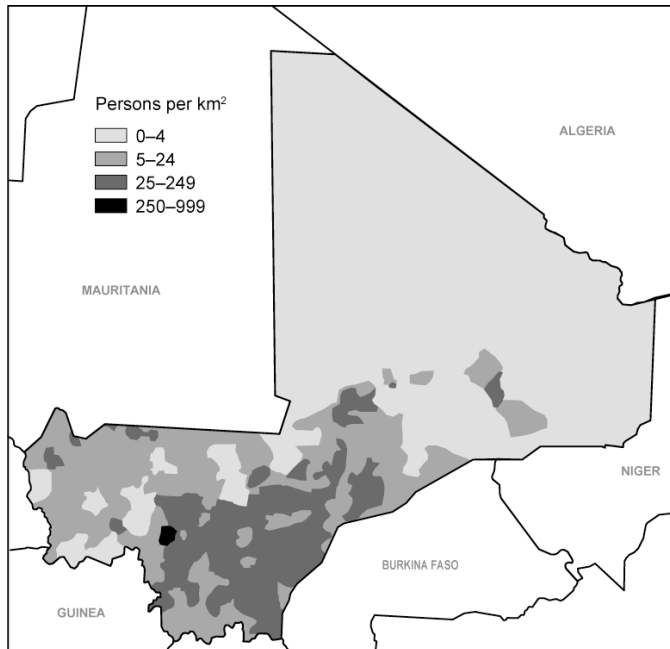 Persons per km²
0–4
5–24
25–249
250–999
ALGERIA
MAURITANIA
NIGER
BURKINA FASO
GUINEA